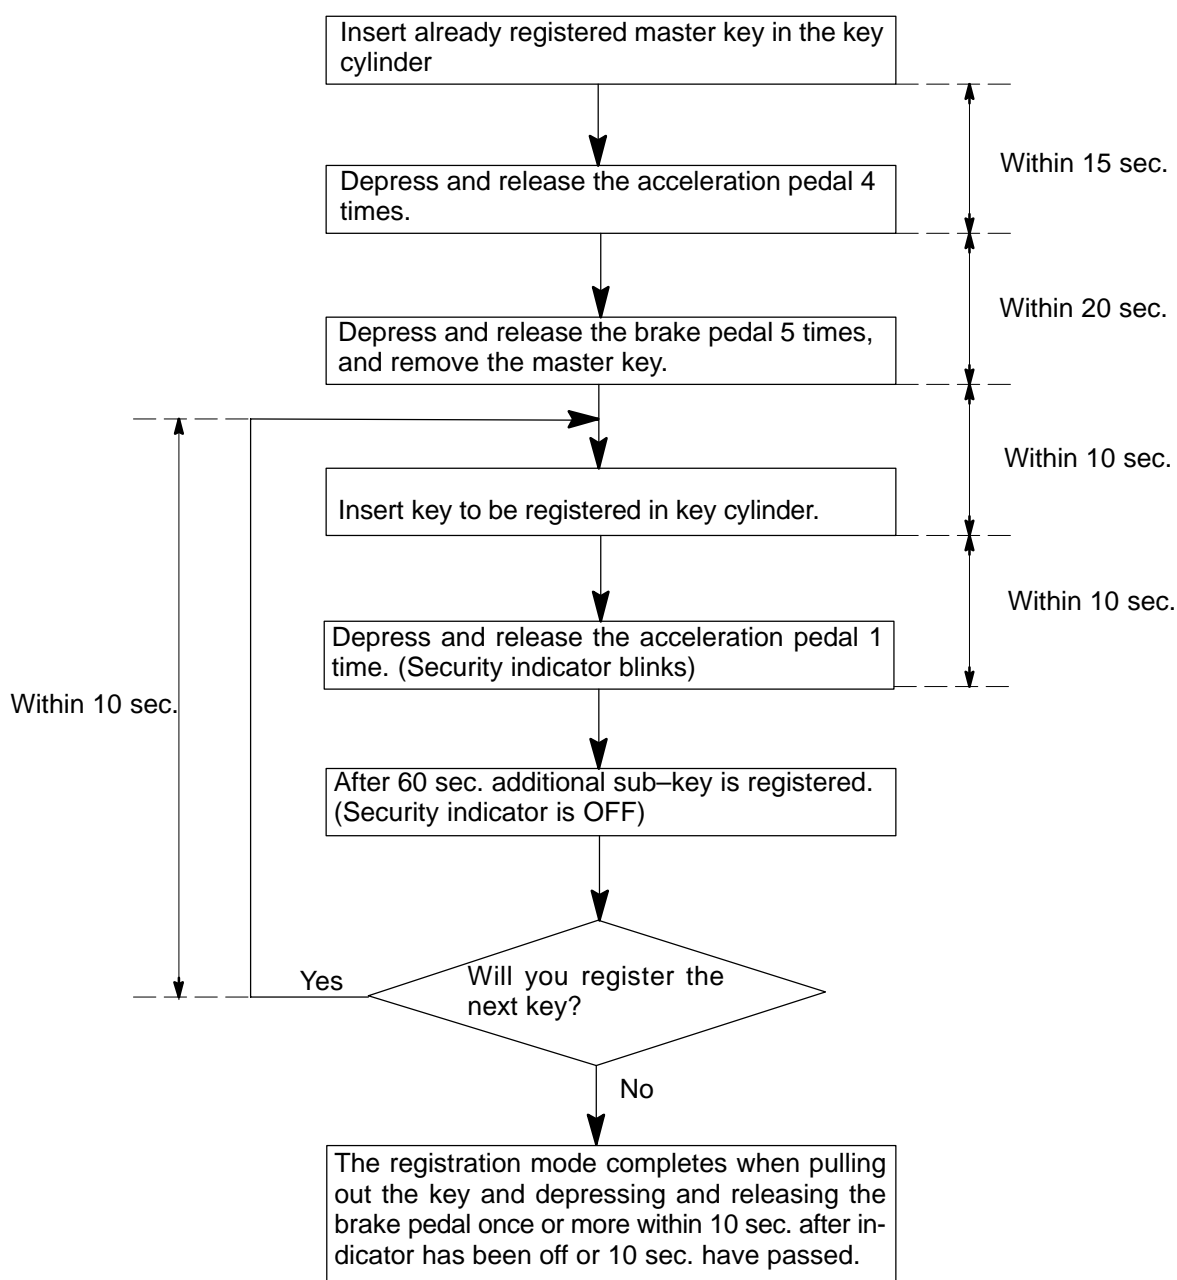 Insert already registered master key in the key
cylinder
Within 15 sec.
Depress and release the acceleration pedal 4
times.
Within 20 sec.
Depress and release the brake pedal 5 times,
and remove the master key.
Within 10 sec.
Insert key to be registered in key cylinder.
Within 10 sec.
Depress and release the acceleration pedal 1
time. (Security indicator blinks)
Within 10 sec.
After 60 sec. additional sub–key is registered.
(Security indicator is OFF)
Will you register the
next key?
Yes
No
The registration mode completes when pulling
out the key and depressing and releasing the
brake pedal once or more within 10 sec. after in-
dicator has been off or 10 sec. have passed.